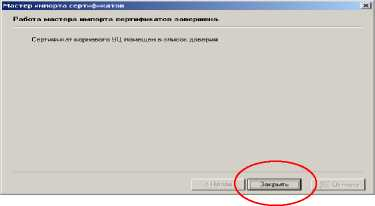 Мастер импорта сертификатов
Работа мастера импорта сертификатов завершена.
Сертификат корневого УЦ помещен в список доверия
< Назад Закрыть Отмена